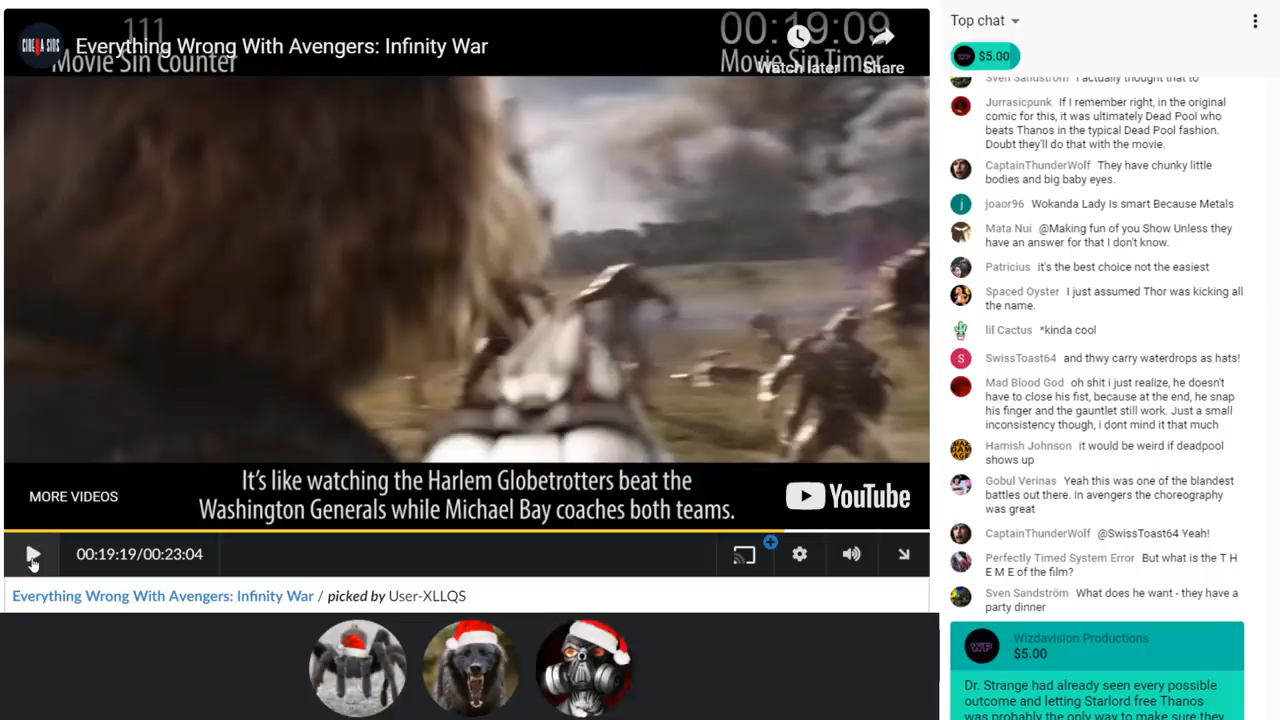 111
00:19:09
CINEMA SINS
Everything Wrong With Avengers: Infinity War
Movie Sin Counter
Movie Sin Timer
Watch later
Share
It's like watching the Harlem Globetrotters beat the
Washington Generals while Michael Bay coaches both teams.
MORE VIDEOS
YouTube
00:19:19/00:23:04
Everything Wrong With Avengers: Infinity War / picked by User-XLLQS
Top chat
$5.00
Sven Sandström I actually thought that to
Jurrasicpunk If I remember right, in the original
comic for this, it was ultimately Dead Pool who
beats Thanos in the typical Dead Pool fashion.
Doubt they'll do that with the movie.
CaptainThunderWolf They have chunky little
bodies and big baby eyes.
j
joaor96 Wokanda Lady Is smart Because Metals
Mata Nui @Making fun of you Show Unless they
have an answer for that I don't know.
Patricius it's the best choice not the easiest
Spaced Oyster I just assumed Thor was kicking all
the name.
lil Cactus *kinda cool
S
SwissToast64 and thwy carry waterdrops as hats!
Mad Blood God oh shit i just realize, he doesn't
have to close his fist, because at the end, he snap
his finger and the gauntlet still work. Just a small
inconsistency though, i dont mind it that much
Hamish Johnson it would be weird if deadpool
shows up
Gobul Verinas Yeah this was one of the blandest
battles out there. In avengers the choreography
was great
CaptainThunderWolf @SwissToast64 Yeah!
Perfectly Timed System Error But what is the T H
E M E of the film?
Sven Sandström What does he want - they have a
party dinner
WP
Wizdavision Productions
$5.00
Dr. Strange had already seen every possible
outcome and letting Starlord free Thanos
was probably the only way to make sure they